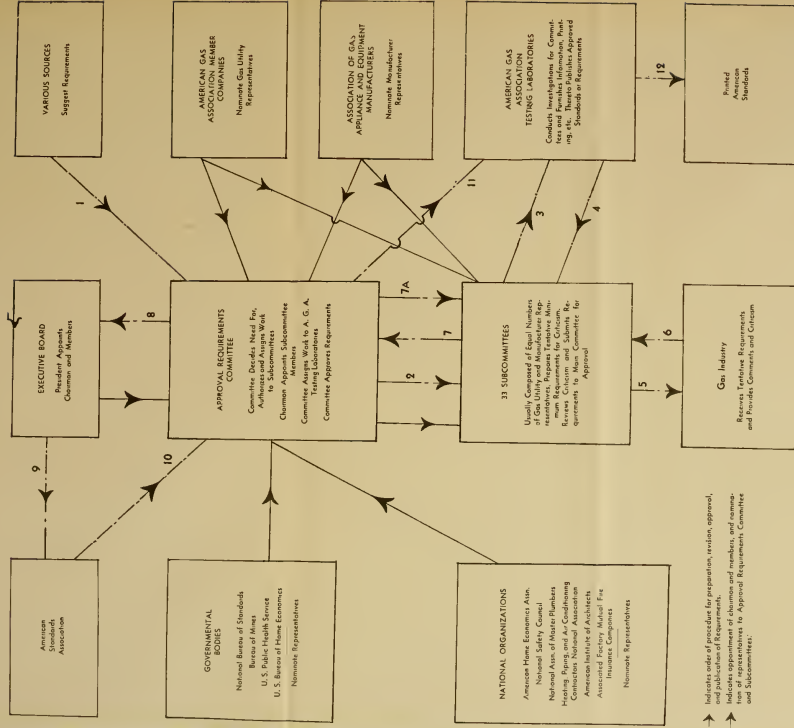 American
Standards
Association
GOVERNMENTAL
BODIES
National Bureau of Standards
Bureau of Mines
U. S. Public Health Service
U. S. Bureau of Home Economics
Nominate Representatives
NATIONAL ORGANIZATIONS
American Home Economics Assn.
National Safety Council
National Assn. of Master Plumbers
Heating, Piping, and Air Conditioning
Contractors National Association
American Institute of Architects
Associated Factory Mutual Fire
Insurance Companies
Nominate Representatives
Indicates order of procedure for preparation, revision, approval,
and publication of Requirements.
Indicates appointment of chairman and members, and nomina-
tion of representatives to Approval Requirements Committee
and Subcommittees.
9
10
EXECUTIVE BOARD
President Appoints
Chairman and Members
8
APPROVAL REQUIREMENTS
COMMITTEE
Committee Decides Need For,
Authorizes and Assigns Work
to Subcommittees
Chairman Appoints Subcommittee
Members
Committee Assigns Work to A. G. A.
Testing Laboratories
Committee Approves Requirements
2
7
7A
33 SUBCOMMITTEES
Usually Composed of Equal Numbers
of Gas Utility and Manufacturer Rep-
resentatives, Prepares Tentative Mini-
mum Requirements for Criticism.
Reviews Criticism and Submits Re-
quirements to Main Committee for
Approval
5
6
Gas Industry
Receives Tentative Requirements
and Provides Comments and Criticism
1
11
3
4
VARIOUS SOURCES
Suggest Requirements
AMERICAN GAS
ASSOCIATION MEMBER
COMPANIES
Nominate Gas Utility
Representatives
ASSOCIATION OF GAS
APPLIANCE AND EQUIPMENT
MANUFACTURERS
Nominate Manufacturer
Representatives
AMERICAN GAS
ASSOCIATION
TESTING LABORATORIES
Conducts Investigations for Commit-
tees and Furnishes Information, Print-
ing, etc. Thereto Publishes Approved
Standards or Requirements
12
Printed
American
Standards